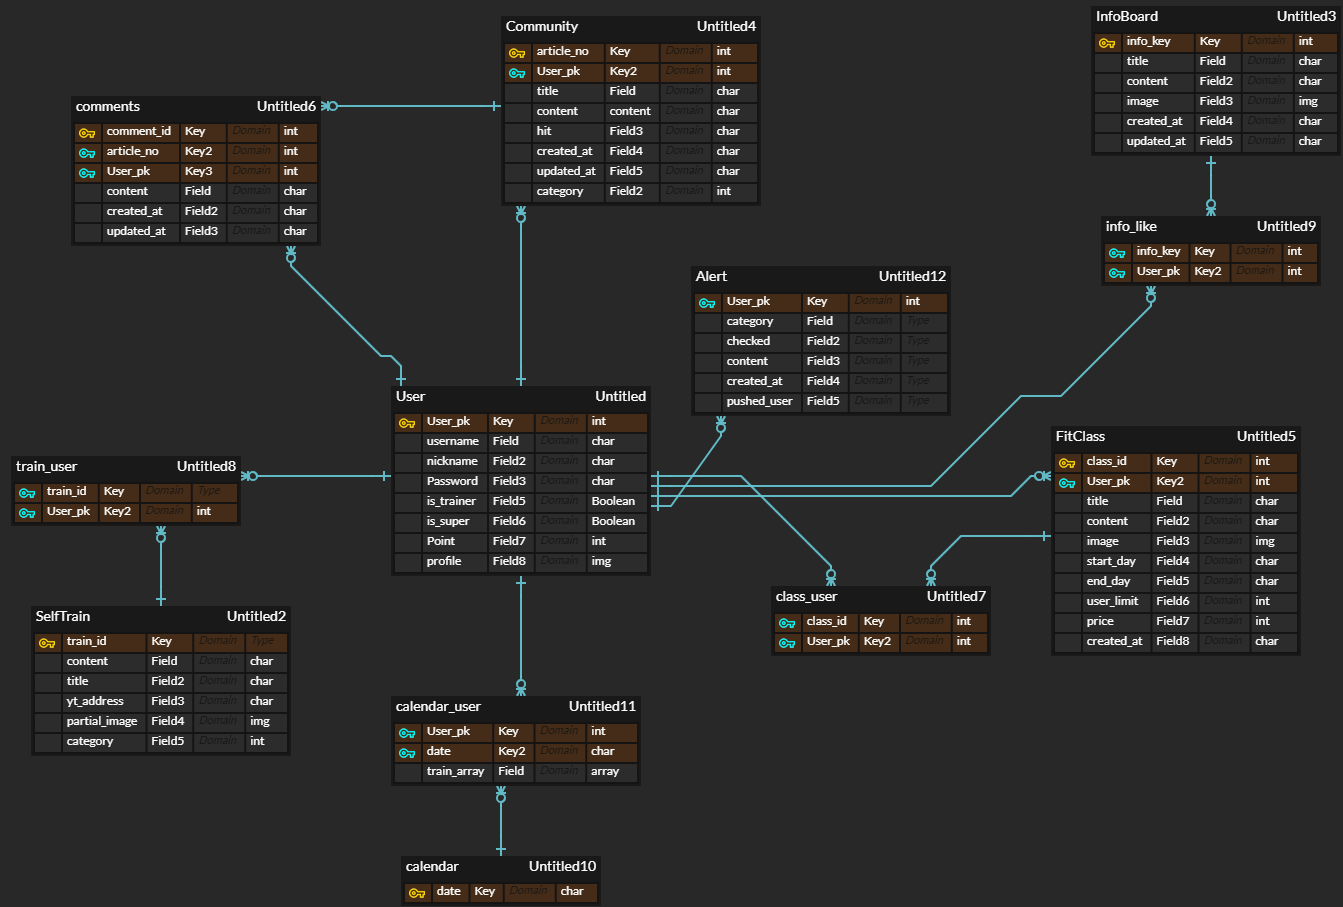 Community Untitled4
article_no Key Domain int
User_pk Key2 Domain int
title Field Domain char
content content Domain char
hit Field3 Domain char
created_at Field4 Domain char
updated_at Field5 Domain char
category Field2 Domain int
InfoBoard Untitled3
info_key Key Domain int
title Field Domain char
content Field2 Domain char
image Field3 Domain img
created_at Field4 Domain char
updated_at Field5 Domain char
comments Untitled6
comment_id Key Domain int
article_no Key2 Domain int
User_pk Key3 Domain int
content Field Domain char
created_at Field2 Domain char
updated_at Field3 Domain char
info_like Untitled9
info_key Key Domain int
User_pk Key2 Domain int
Alert Untitled12
User_pk Key Domain int
category Field Domain Type
checked Field2 Domain Type
content Field3 Domain Type
created_at Field4 Domain Type
pushed_user Field5 Domain Type
User Untitled
User_pk Key Domain int
username Field Domain char
nickname Field2 Domain char
Password Field3 Domain char
is_trainer Field5 Domain Boolean
is_super Field6 Domain Boolean
Point Field7 Domain int
profile Field8 Domain img
FitClass Untitled5
class_id Key Domain int
User_pk Key2 Domain int
title Field Domain char
content Field2 Domain char
image Field3 Domain img
start_day Field4 Domain char
end_day Field5 Domain char
user_limit Field6 Domain int
price Field7 Domain int
created_at Field8 Domain char
train_user Untitled8
train_id Key Domain Type
User_pk Key2 Domain int
class_user Untitled7
class_id Key Domain int
User_pk Key2 Domain int
SelfTrain Untitled2
train_id Key Domain Type
content Field Domain char
title Field2 Domain char
yt_address Field3 Domain char
partial_image Field4 Domain img
category Field5 Domain int
calendar_user Untitled11
User_pk Key Domain int
date Key2 Domain char
train_array Field Domain array
calendar Untitled10
date Key Domain char